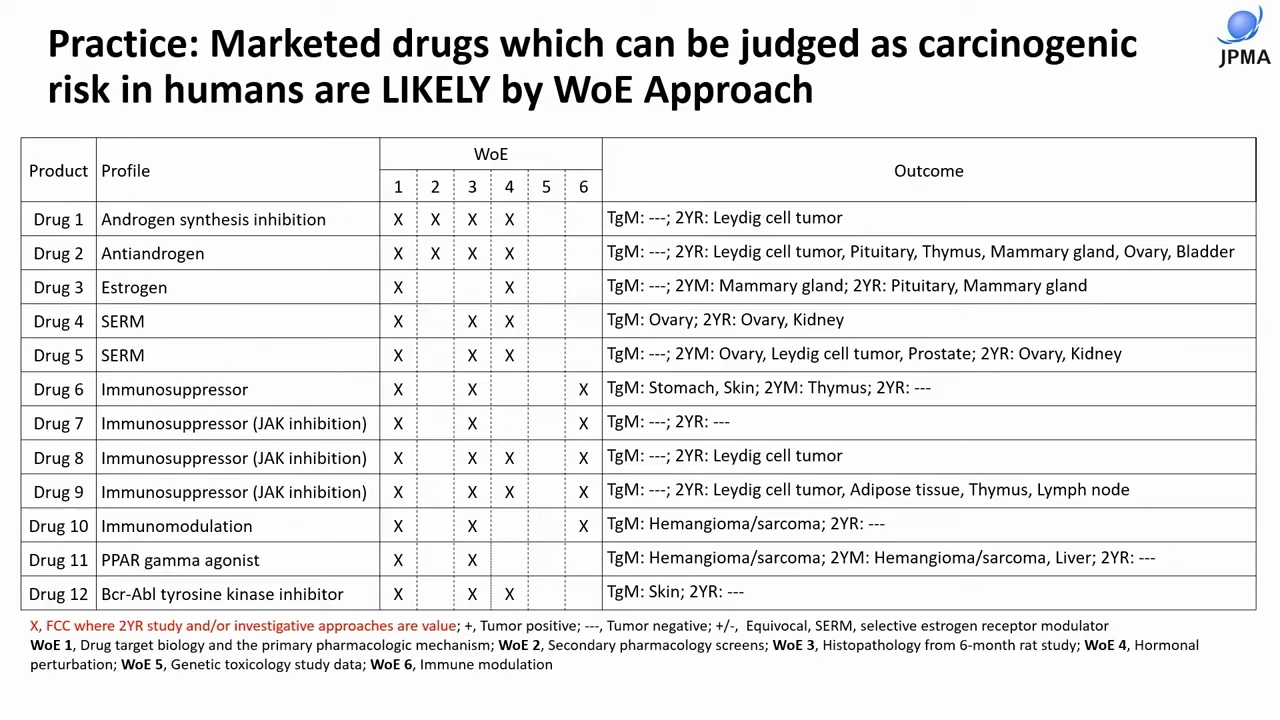 Practice: Marketed drugs which can be judged as carcinogenic
risk in humans are LIKELY by WoE Approach
JPMA
Product Profile WoE Outcome
1 2 3 4 5 6
Drug 1 Androgen synthesis inhibition X X X X TgM: ---; 2YR: Leydig cell tumor
Drug 2 Antiandrogen X X X X TgM: ---; 2YR: Leydig cell tumor, Pituitary, Thymus, Mammary gland, Ovary, Bladder
Drug 3 Estrogen X X TgM: ---; 2YM: Mammary gland; 2YR: Pituitary, Mammary gland
Drug 4 SERM X X X TgM: Ovary; 2YR: Ovary, Kidney
Drug 5 SERM X X X TgM: ---; 2YM: Ovary, Leydig cell tumor, Prostate; 2YR: Ovary, Kidney
Drug 6 Immunosuppressor X X X TgM: Stomach, Skin; 2YM: Thymus; 2YR: ---
Drug 7 Immunosuppressor (JAK inhibition) X X X TgM: ---; 2YR: ---
Drug 8 Immunosuppressor (JAK inhibition) X X X X TgM: ---; 2YR: Leydig cell tumor
Drug 9 Immunosuppressor (JAK inhibition) X X X X TgM: ---; 2YR: Leydig cell tumor, Adipose tissue, Thymus, Lymph node
Drug 10 Immunomodulation X X X TgM: Hemangioma/sarcoma; 2YR: ---
Drug 11 PPAR gamma agonist X X TgM: Hemangioma/sarcoma; 2YM: Hemangioma/sarcoma, Liver; 2YR: ---
Drug 12 Bcr-Abl tyrosine kinase inhibitor X X X TgM: Skin; 2YR: ---
X, FCC where 2YR study and/or investigative approaches are value; +, Tumor positive; ---, Tumor negative; +/-, Equivocal, SERM, selective estrogen receptor modulator
WoE 1, Drug target biology and the primary pharmacologic mechanism; WoE 2, Secondary pharmacology screens; WoE 3, Histopathology from 6-month rat study; WoE 4, Hormonal
perturbation; WoE 5, Genetic toxicology study data; WoE 6, Immune modulation